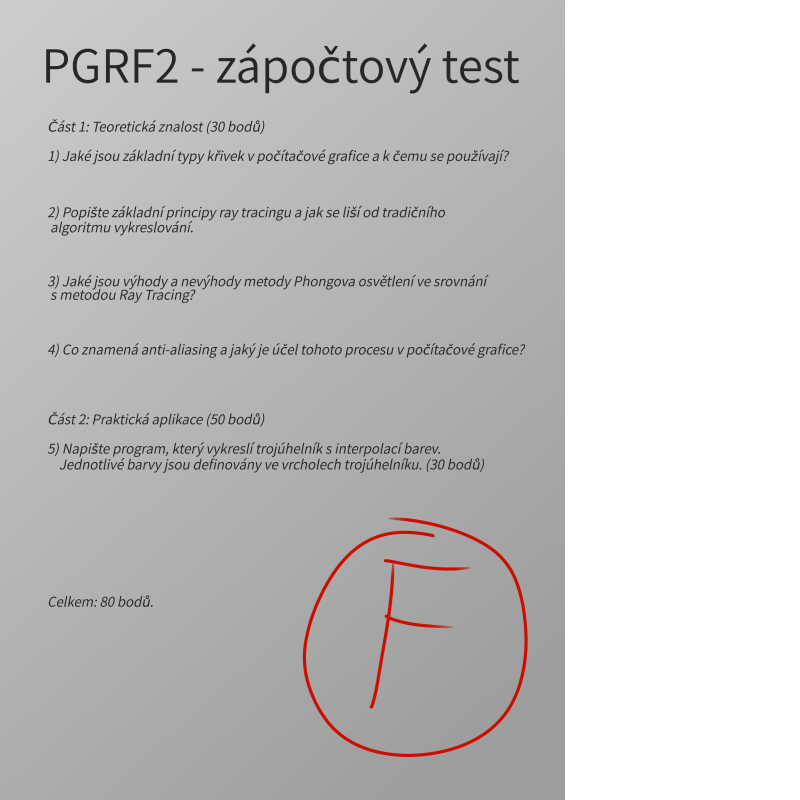 PGRF2 - zápočtový test
Část 1: Teoretická znalost (30 bodů)
1) Jaké jsou základní typy křivek v počítačové grafice a k čemu se používají?
2) Popište základní principy ray tracingu a jak se liší od tradičního
algoritmu vykreslování.
3) Jaké jsou výhody a nevýhody metody Phongova osvětlení ve srovnání
s metodou Ray Tracing?
4) Co znamená anti-aliasing a jaký je účel tohoto procesu v počítačové grafice?
Část 2: Praktická aplikace (50 bodů)
5) Napište program, který vykreslí trojúhelník s interpolací barev.
Jednotlivé barvy jsou definovány ve vrcholech trojúhelníku. (30 bodů)
Celkem: 80 bodů.
F